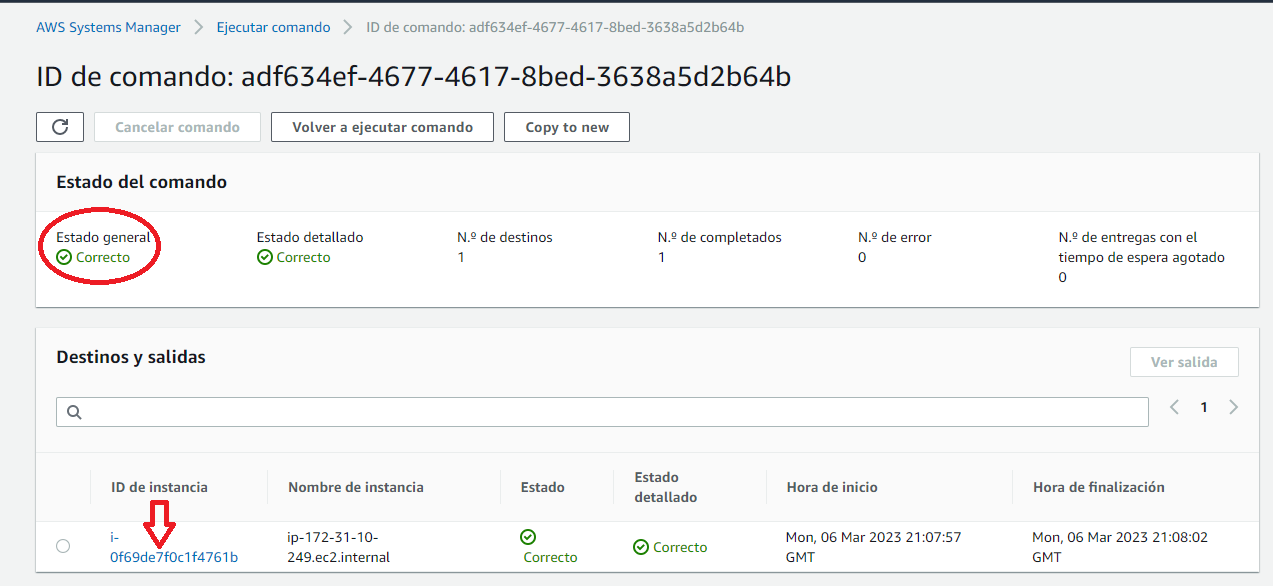 AWS Systems Manager > Ejecutar comando > ID de comando: adf634ef-4677-4617-8bed-3638a5d2b64b
ID de comando: adf634ef-4677-4617-8bed-3638a5d2b64b
Cancelar comando Volver a ejecutar comando Copy to new
Estado del comando
Estado general
Correcto
Estado detallado
Correcto
N.º de destinos
1
N.º de completados
1
N.º de error
0
N.º de entregas con el
tiempo de espera agotado
0
Destinos y salidas
Ver salida
1
ID de instancia
Nombre de instancia
Estado
Estado
detallado
Hora de inicio
Hora de finalización
i-
0f69de7f0c1f4761b
ip-172-31-10-
249.ec2.internal
Correcto
Correcto
Mon, 06 Mar 2023 21:07:57
GMT
Mon, 06 Mar 2023 21:08:02
GMT